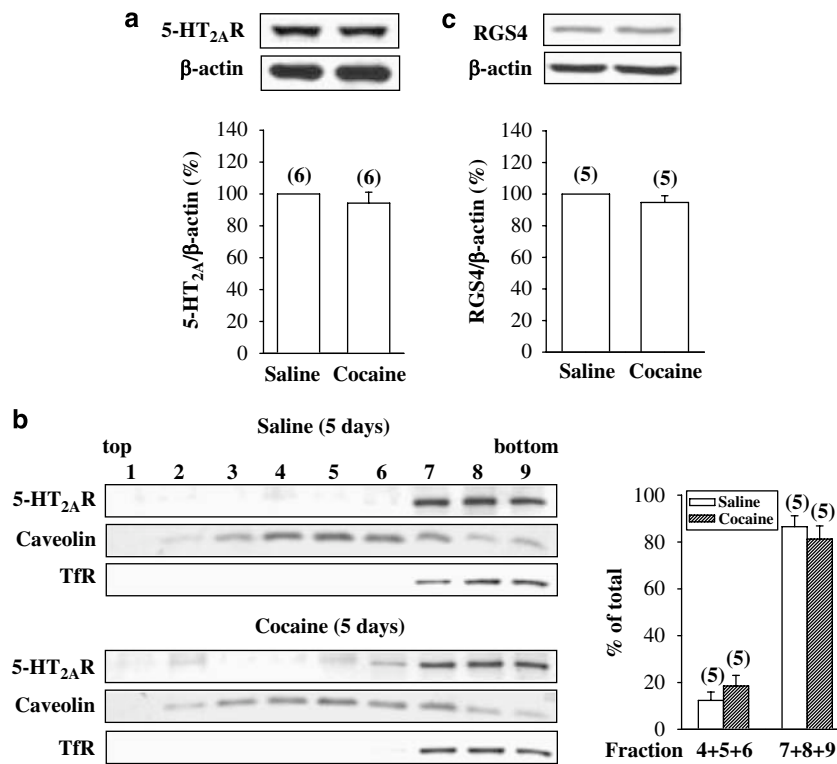 a
5-HT2AR
β-actin
5-HT2A/β-actin (%)
140
120
100
80
60
40
20
0
(6)
(6)
Saline
Cocaine
c
RGS4
β-actin
RGS4/β-actin (%)
140
120
100
80
60
40
20
0
(5)
(5)
Saline
Cocaine
b
Saline (5 days)
top
bottom
1 2 3 4 5 6 7 8 9
5-HT2AR
Caveolin
TfR
Cocaine (5 days)
5-HT2AR
Caveolin
TfR
% of total
100
80
60
40
20
0
Saline
Cocaine
(5)
(5)
(5)
(5)
Fraction 4+5+6 7+8+9